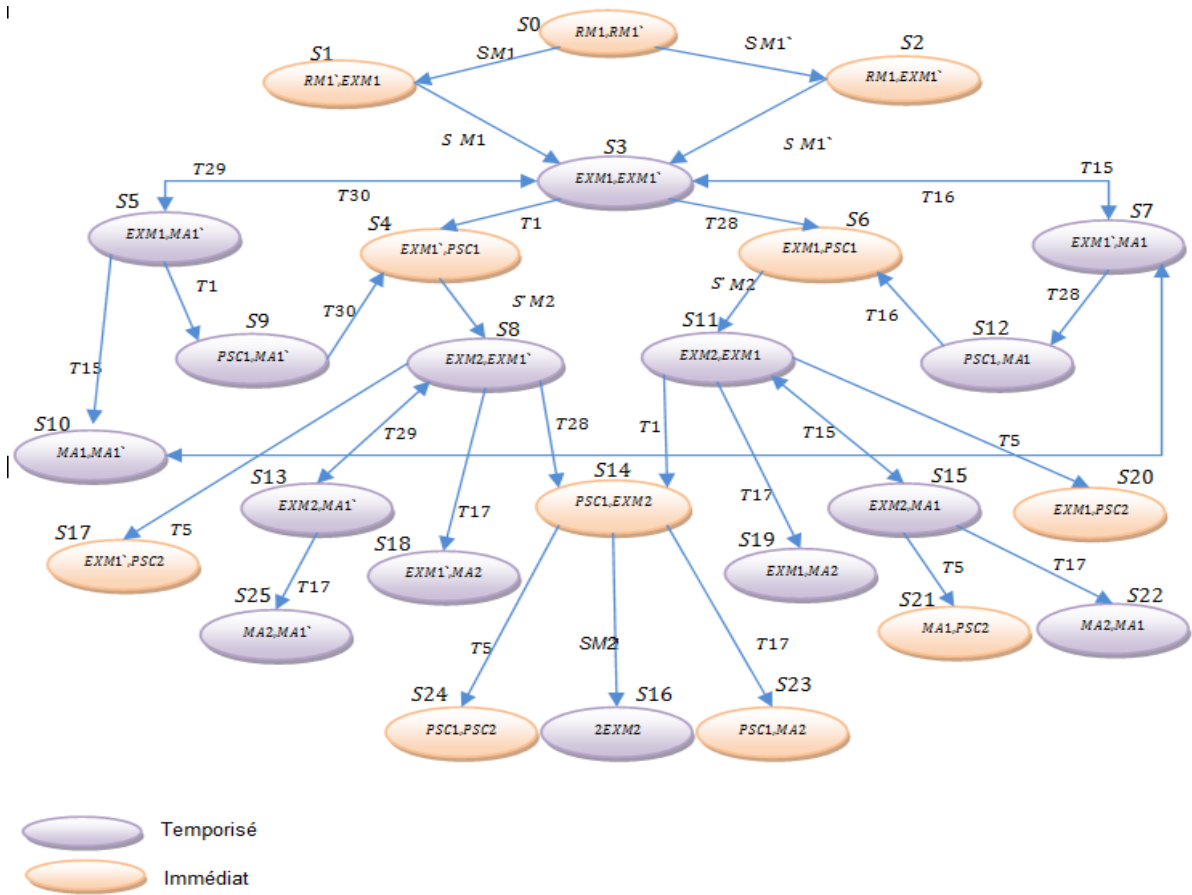 S0
RM1,RM1`
S1
SM1
SM1`
S2
RM1`,EXM1
RM1,EXM1`
S M1
S M1`
S3
EXM1,EXM1`
T29
T30
T15
T16
S5
EXM1,MA1`
S4
T1
EXM1`,PSC1
T28
S6
EXM1,PSC1
S7
EXM1`,MA1
T1
S' M2
S' M2
T28
S9
PSC1,MA1`
T30
S8
EXM2,EXM1`
S11
EXM2,EXM1
T16
S12
PSC1,MA1
T15
S10
MA1,MA1`
T29
T28
T1
T15
T5
S13
EXM2,MA1`
S14
PSC1,EXM2
S15
EXM2,MA1
S20
EXM1,PSC2
T17
T17
S17
EXM1`,PSC2
T5
S18
EXM1`,MA2
S19
EXM1,MA2
T5
T17
T17
S25
MA2,MA1`
S21
MA1,PSC2
S22
MA2,MA1
T5
SM2
T17
S24
PSC1,PSC2
S16
2EXM2
S23
PSC1,MA2
Temporisé
Immédiat